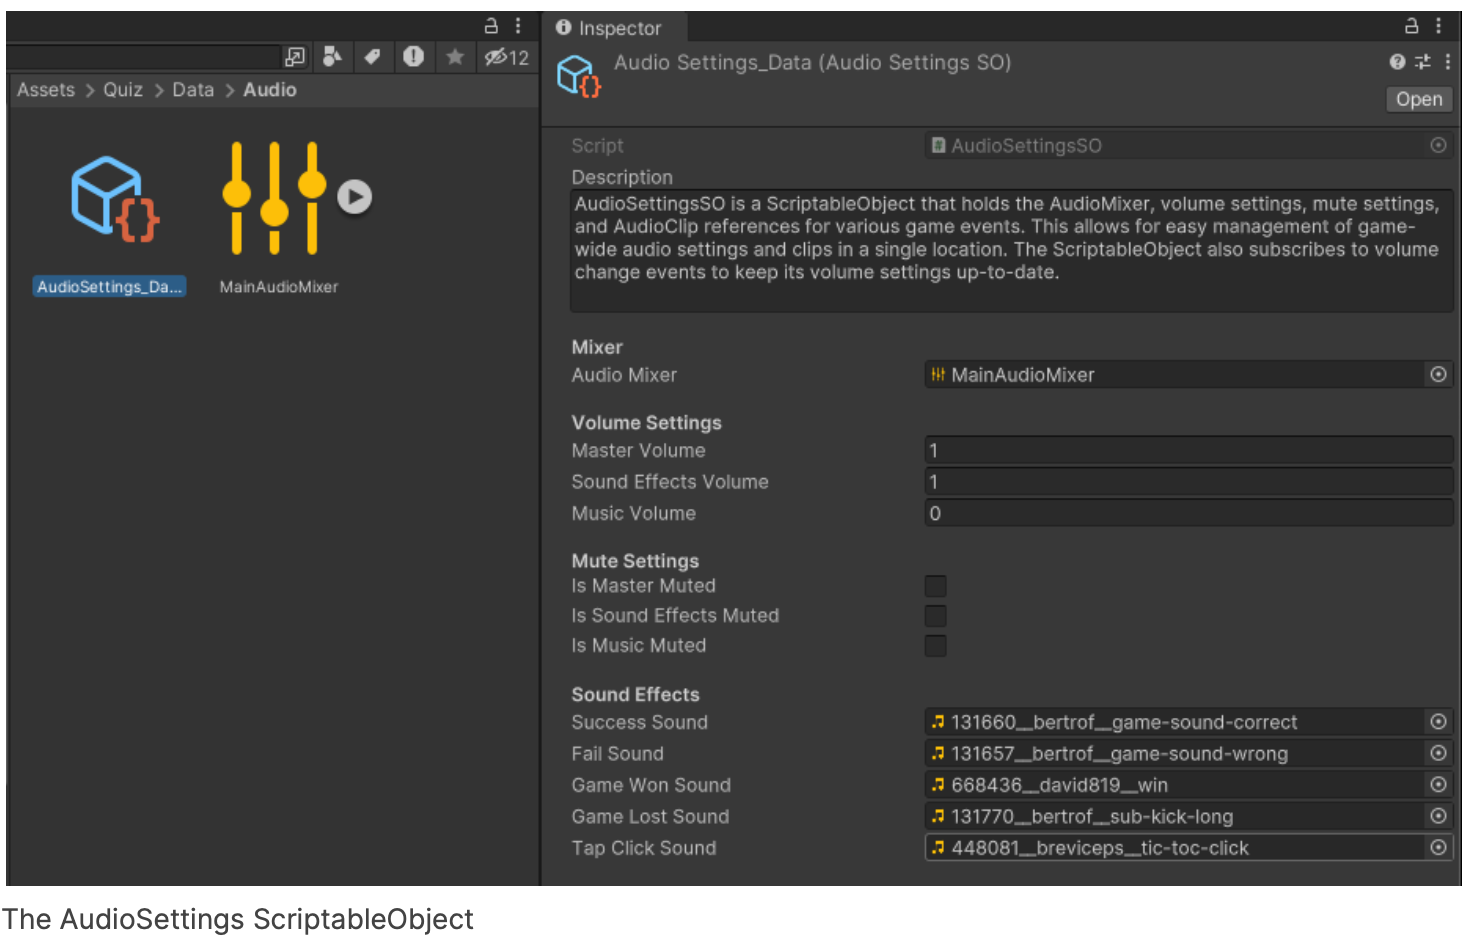 12
Assets > Quiz > Data > Audio
AudioSettings_Da...
MainAudioMixer
Inspector
Audio Settings_Data (Audio Settings SO)
Open
Script
AudioSettingsSO
Description
AudioSettingsSO is a ScriptableObject that holds the AudioMixer, volume settings, mute settings,
and AudioClip references for various game events. This allows for easy management of game-
wide audio settings and clips in a single location. The ScriptableObject also subscribes to volume
change events to keep its volume settings up-to-date.
Mixer
Audio Mixer
MainAudioMixer
Volume Settings
Master Volume
1
Sound Effects Volume
1
Music Volume
0
Mute Settings
Is Master Muted
Is Sound Effects Muted
Is Music Muted
Sound Effects
Success Sound
131660__bertrof__game-sound-correct
Fail Sound
131657__bertrof__game-sound-wrong
Game Won Sound
668436__david819__win
Game Lost Sound
131770__bertrof__sub-kick-long
Tap Click Sound
448081__breviceps__tic-toc-click
The AudioSettings ScriptableObject